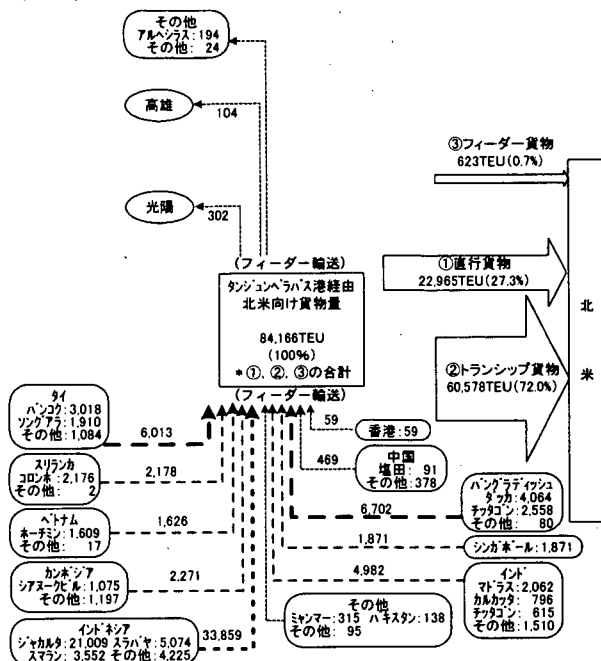 その他
アルヘシラス:194
その他: 24
高雄
104
光陽
302
③フィーダー貨物
623TEU(0.7%)
①直行貨物
22,965TEU(27.3%)
②トランシップ貨物
60,578TEU(72.0%)
北
米
(フィーダー輸送)
タンジュンペラパス港経由
北米向け貨物量
84,166TEU
(100%)
*①、②、③の合計
(フィーダー輸送)
タイ
バンコク:3,018
ソングラ:1,910
その他:1,084
6,013
スリランカ
コロンボ:2,176
その他: 2
2,178
ベトナム
ホーチミン:1,609
その他: 17
1,626
カンボジア
シアヌークビル:1,075
その他:1,197
2,271
インドネシア
ジャカルタ:21,009 スラバヤ:5,074
スマラン: 3,552 その他:4,225
33,859
その他
ミャンマー:315 パキスタン:138
その他: 95
59
香港:59
469
中国
塩田: 91
その他:378
6,702
バングラディッシュ
ダッカ:4,064
チッタゴン:2,558
その他: 80
1,871
シンガポール:1,871
4,982
インド
マドラス:2,062
カルカッタ: 796
チッタゴン: 615
その他:1,510